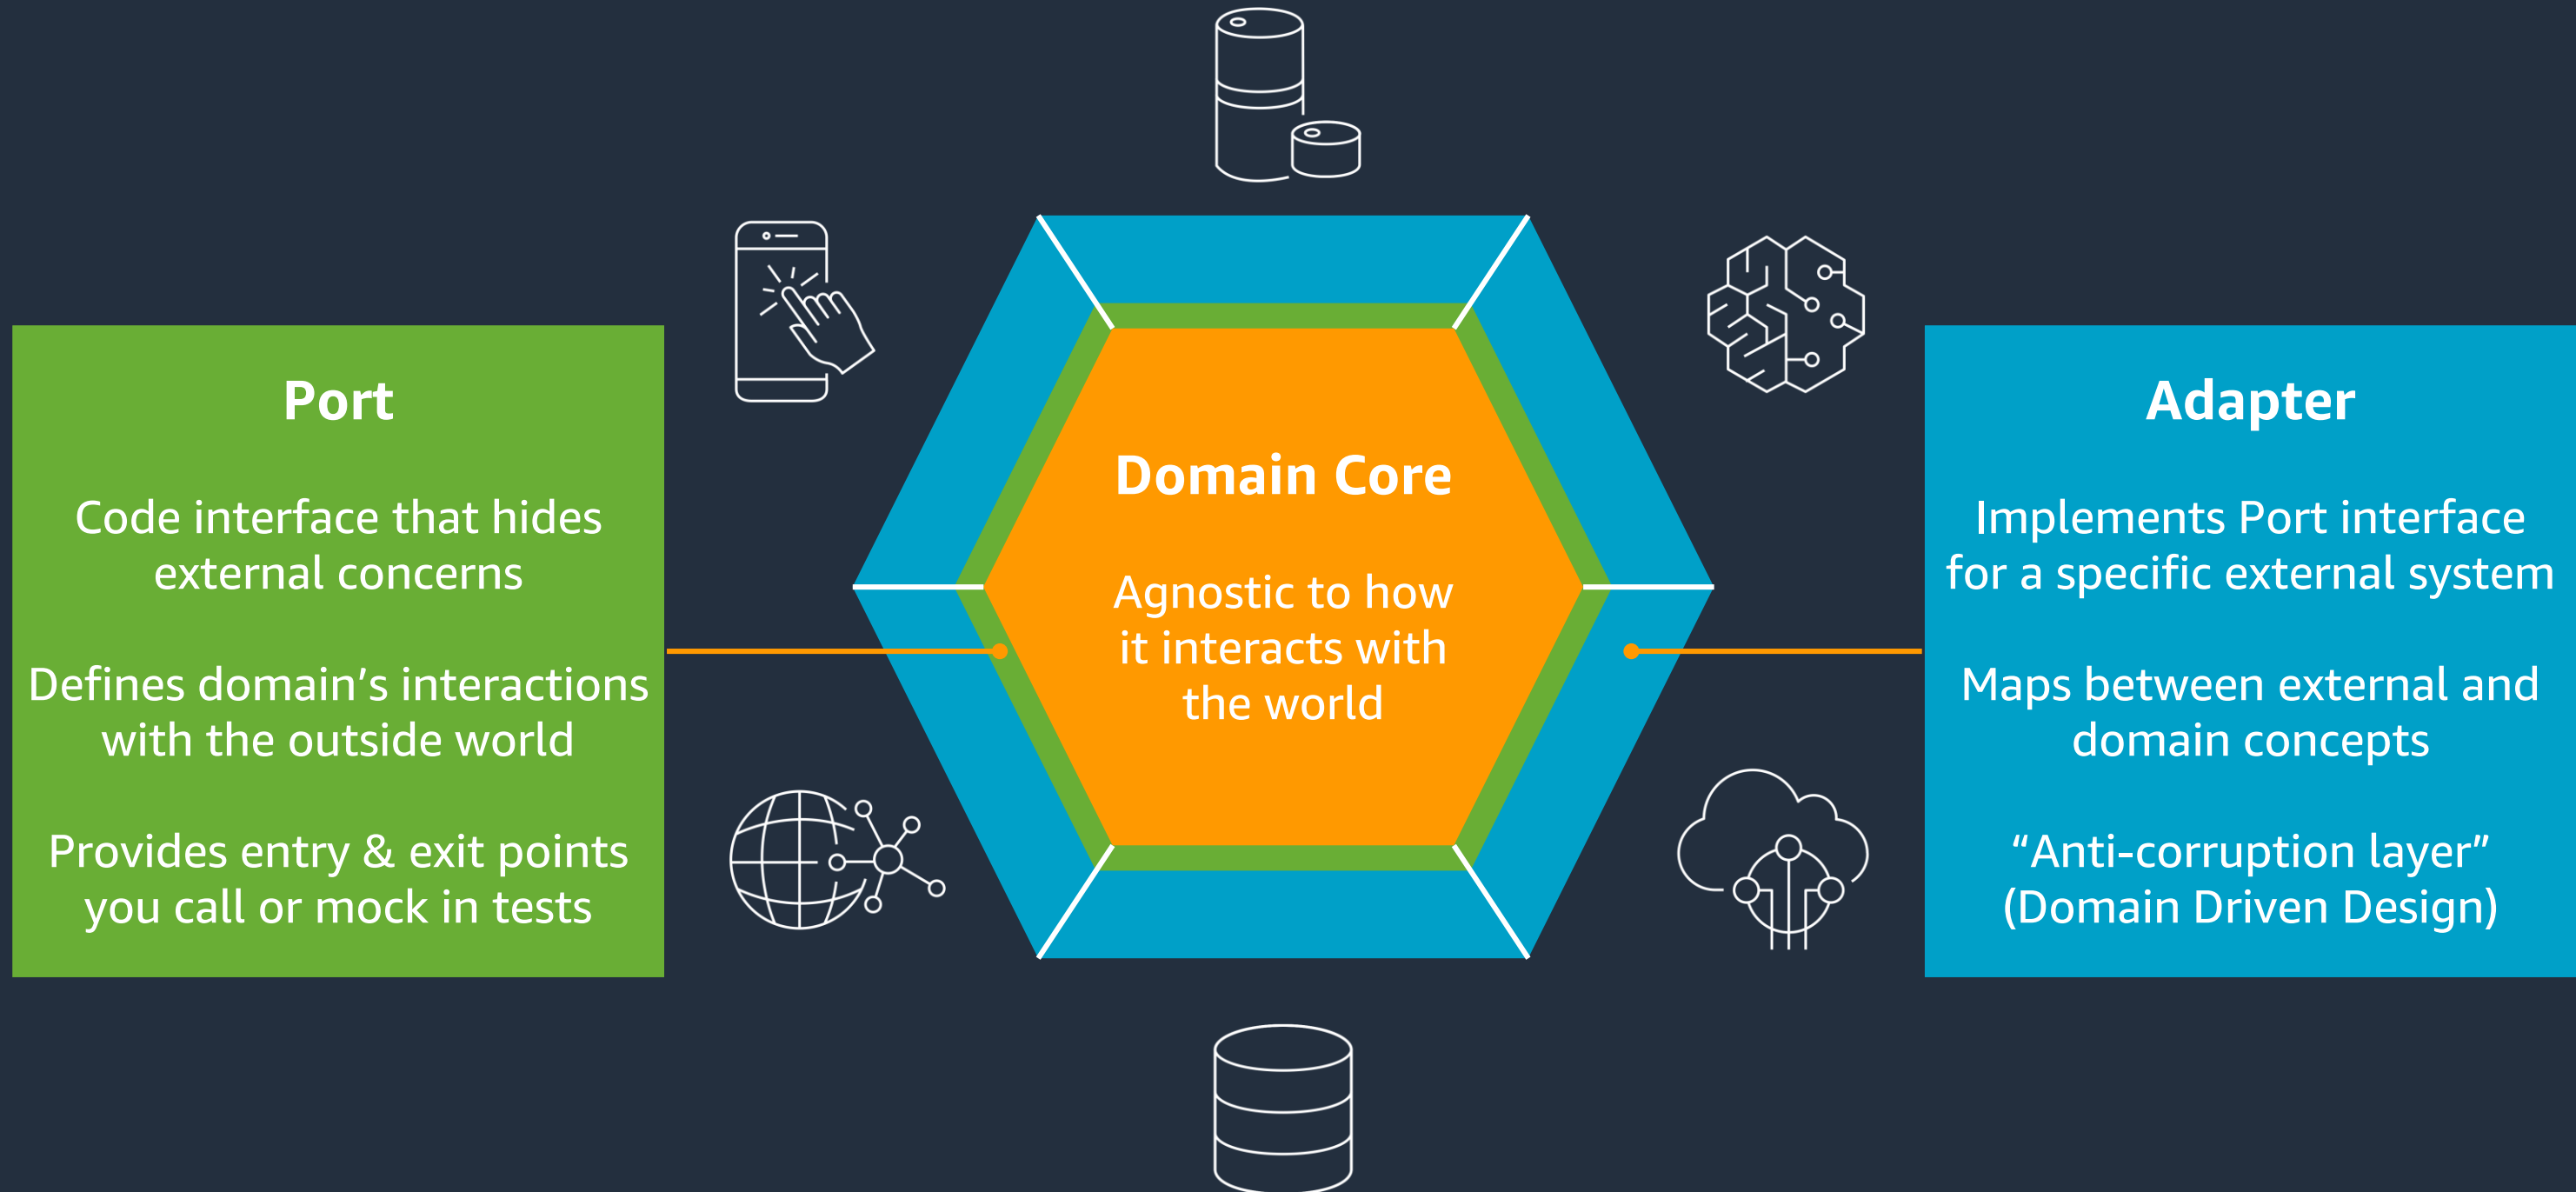 Port
Code interface that hides
external concerns
Defines domain’s interactions
with the outside world
Provides entry & exit points
you call or mock in tests
Domain Core
Agnostic to how
it interacts with
the world
Adapter
Implements Port interface
for a specific external system
Maps between external and
domain concepts
“Anti-corruption layer”
(Domain Driven Design)